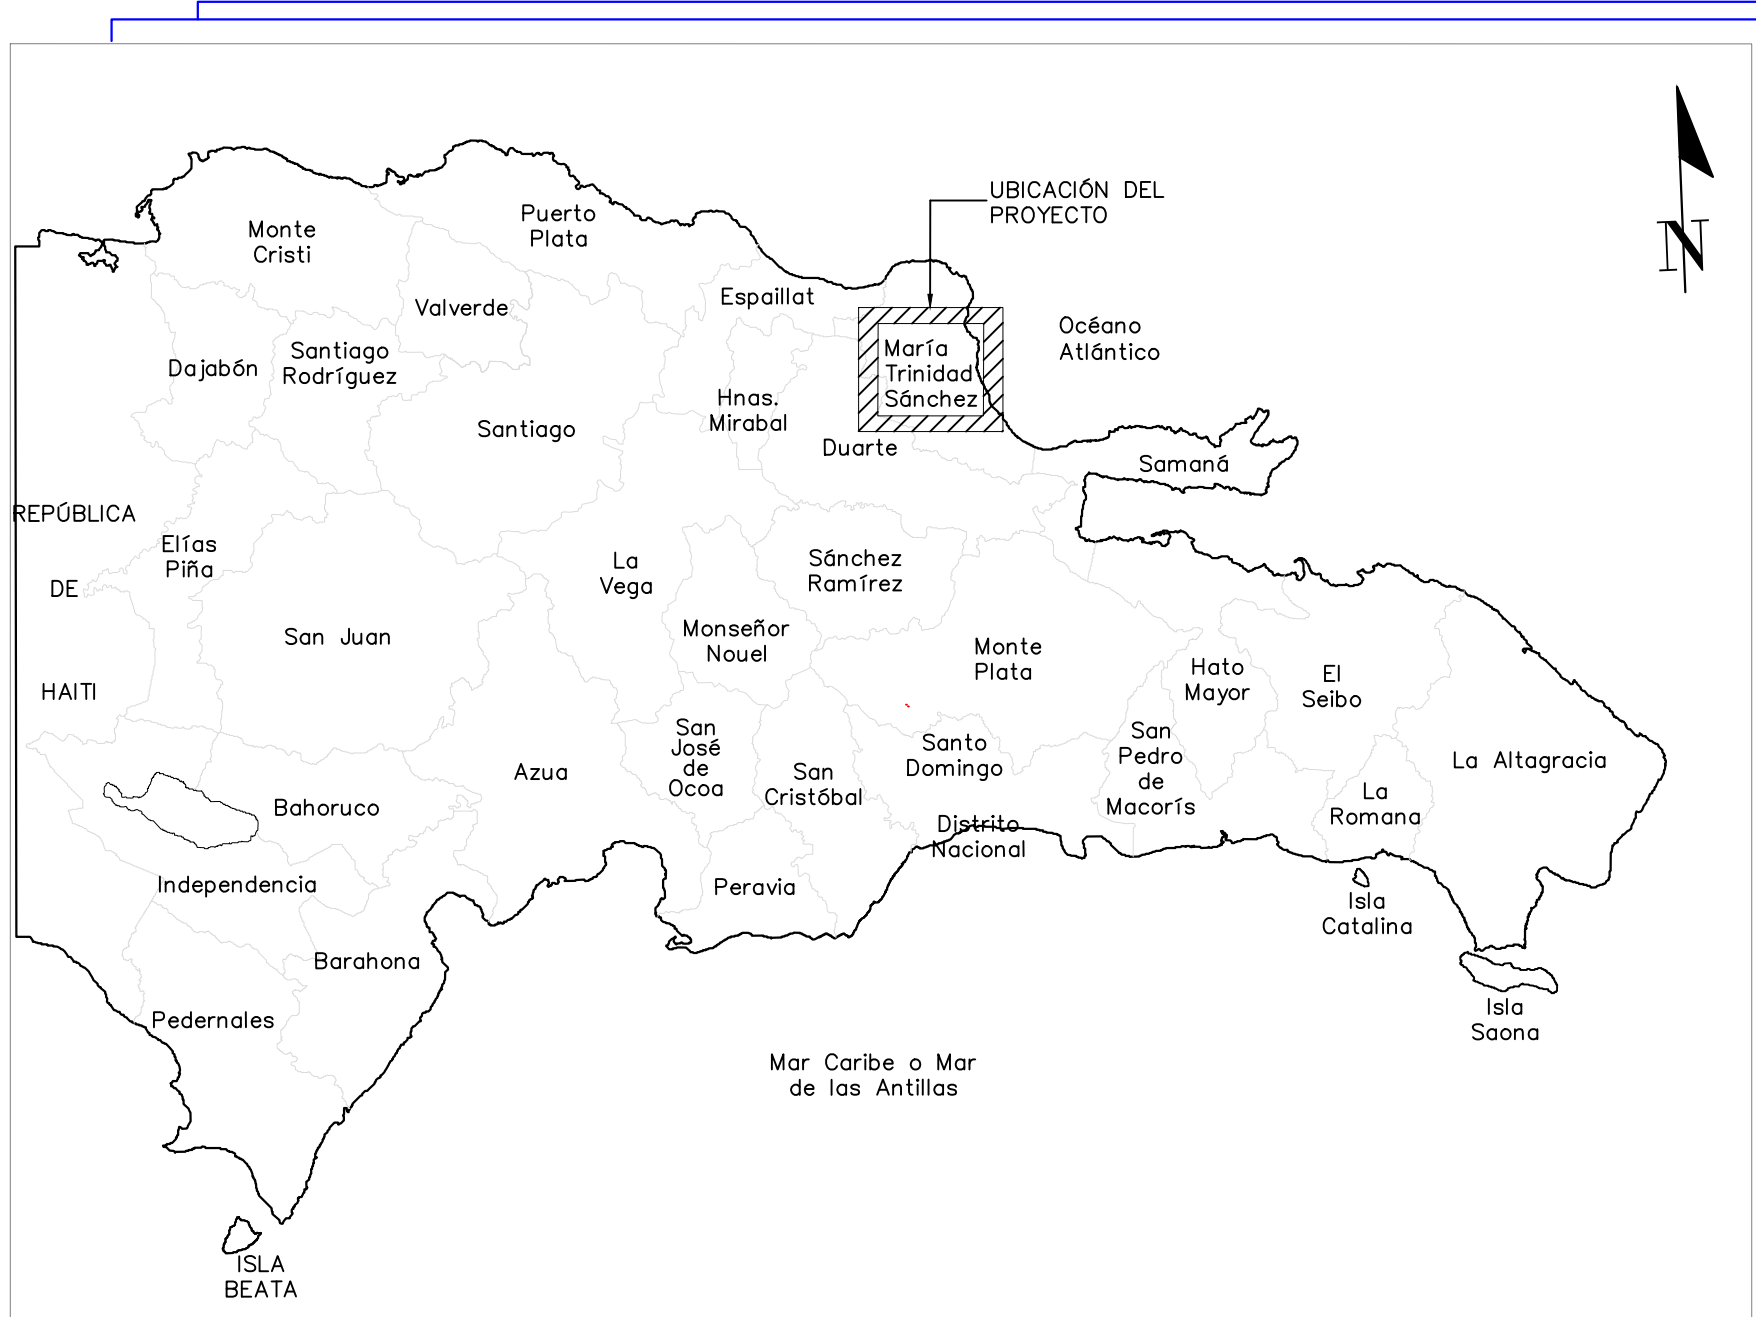 UBICACIÓN DEL
PROYECTO
N
Puerto
Plata
Monte
Cristi
Valverde
Espaillat
Océano
Atlántico
Santiago
Rodríguez
Dajabón
María
Trinidad
Sánchez
Hnas.
Mirabal
Santiago
Duarte
Samaná
REPÚBLICA
DE
HAITI
Elías
Piña
La
Vega
Sánchez
Ramírez
San Juan
Monseñor
Nouel
Monte
Plata
Hato
Mayor
El
Seibo
San
José
de
Ocoa
Santo
Domingo
San
Pedro
de
Macorís
La Altagracia
Azua
San
Cristóbal
Bahoruco
La
Romana
Distrito
Nacional
Independencia
Peravia
Isla
Catalina
Barahona
Pedernales
Isla
Saona
Mar Caribe o Mar
de las Antillas
ISLA
BEATA